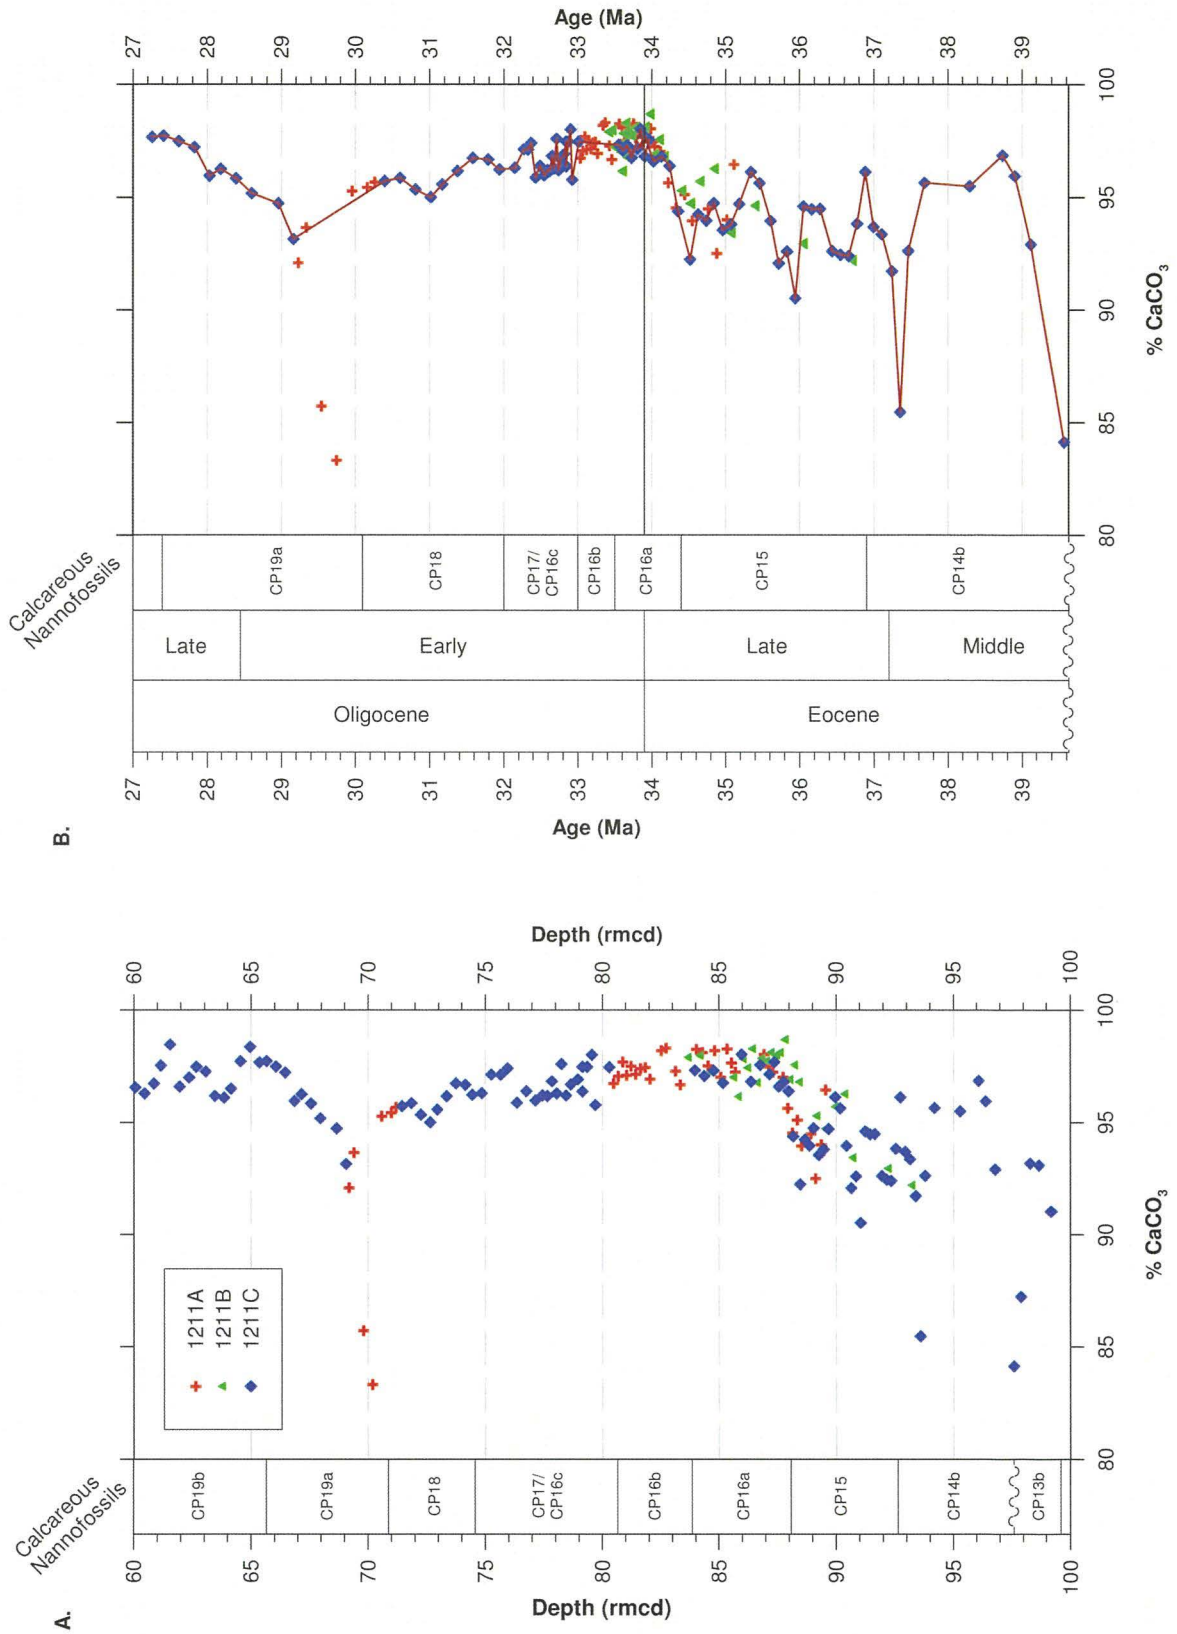 A.
Calcareous
Nannofossils
Depth (rmcd)
60
65
70
75
80
85
90
95
100
CP19b
CP19a
CP18
CP17/
CP16c
CP16b
CP16a
CP15
CP14b
CP13b
1211A
1211B
1211C
80
85
90
95
100
% CaCO3
60
65
70
75
80
85
90
95
100
Depth (rmcd)
B.
Calcareous
Nannofossils
Age (Ma)
27
28
29
30
31
32
33
34
35
36
37
38
39
Oligocene
Eocene
Late
Early
Late
Middle
CP19a
CP18
CP17/
CP16c
CP16b
CP16a
CP15
CP14b
80
85
90
95
100
% CaCO3
27
28
29
30
31
32
33
34
35
36
37
38
39
Age (Ma)